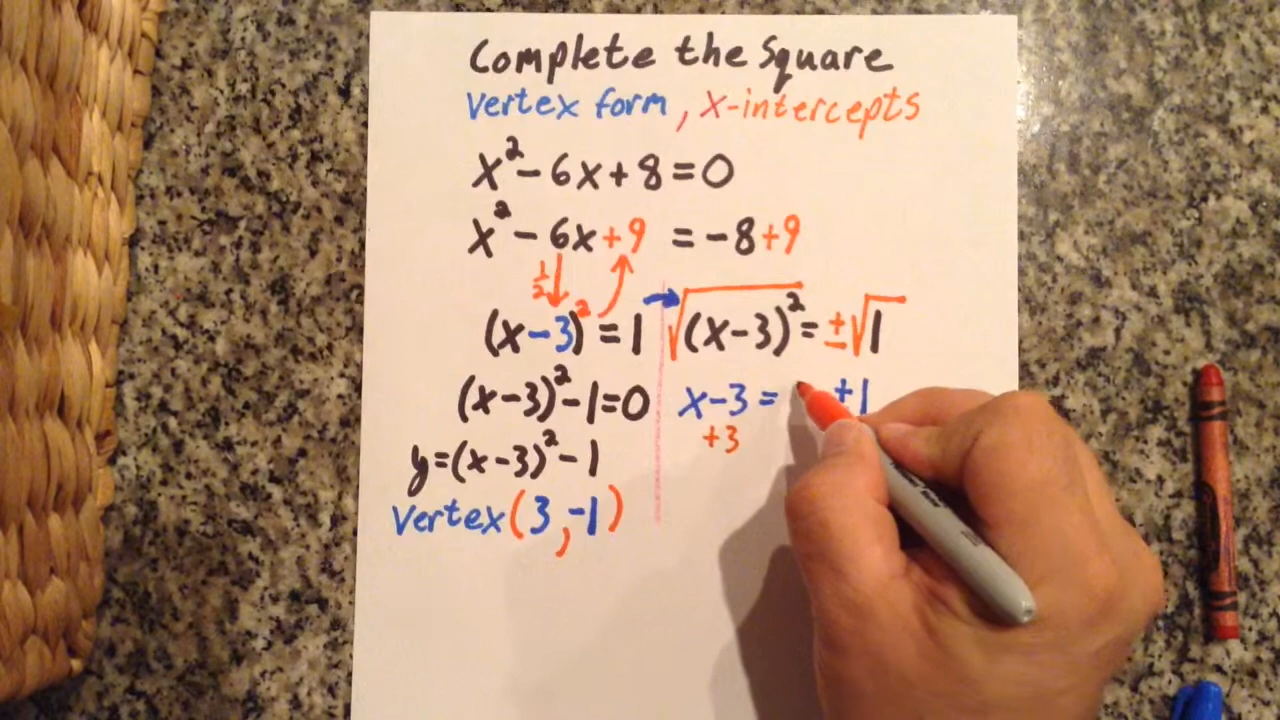 Complete the Square
Vertex form, X-intercepts
x² - 6x + 8 = 0
x² - 6x + 9 = -8 + 9
1/2
(x - 3)² = 1
(x - 3)² - 1 = 0
y = (x - 3)² - 1
Vertex (3, -1)
√(x - 3)² = ± √1
x - 3 = +1
+3